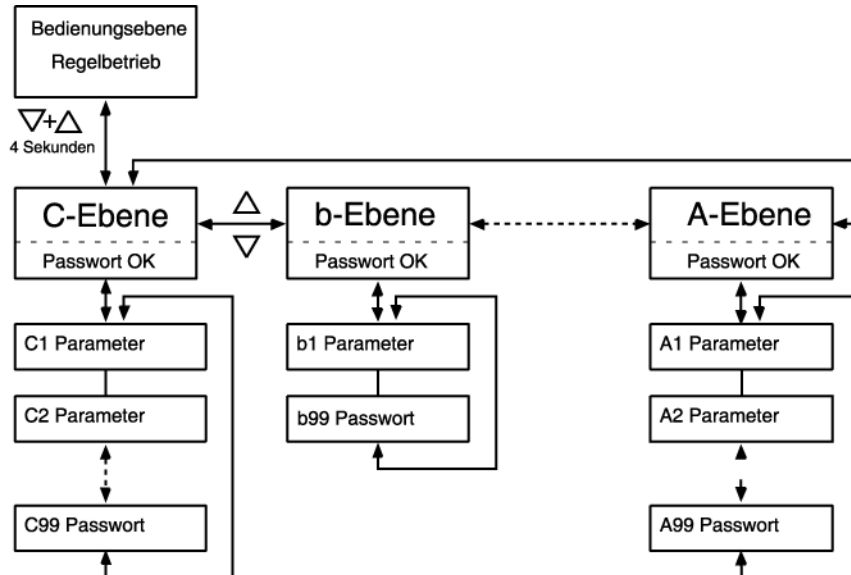 Bedienungsebene
Regelbetrieb
+
4 Sekunden
C-Ebene
Passwort OK
b-Ebene
Passwort OK
A-Ebene
Passwort OK
C1 Parameter
b1 Parameter
A1 Parameter
C2 Parameter
b99 Passwort
A2 Parameter
C99 Passwort
A99 Passwort